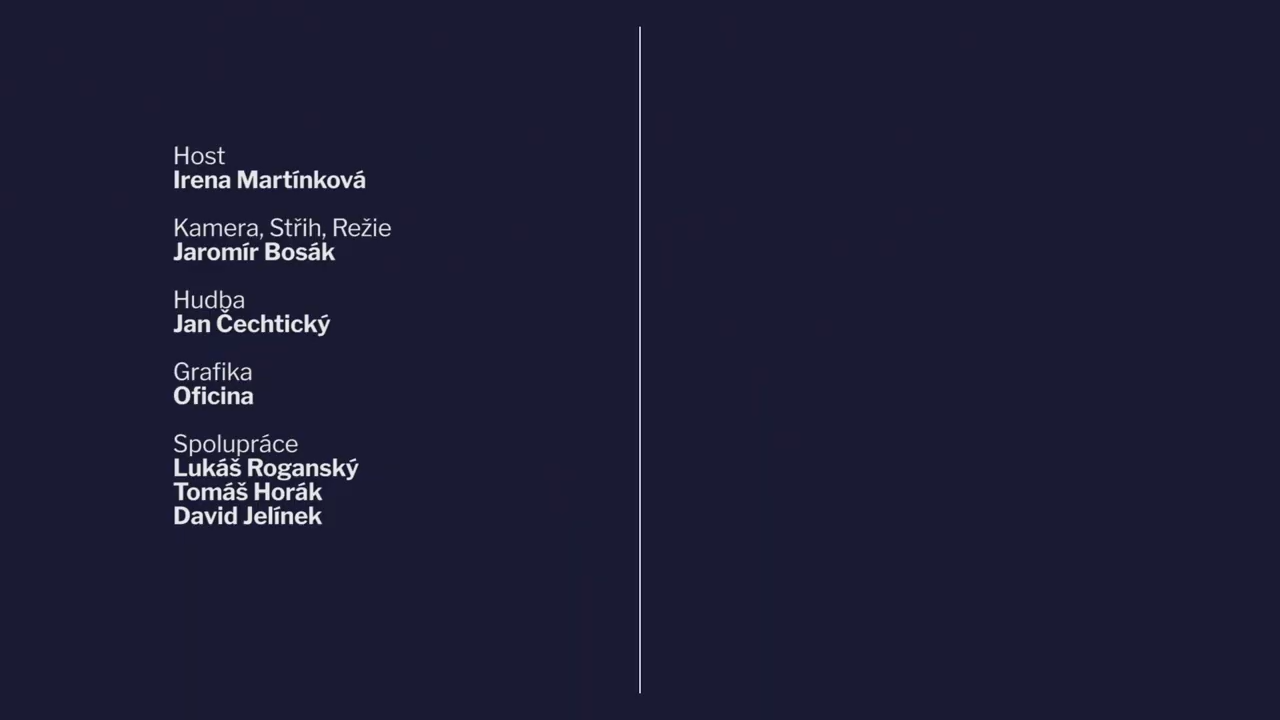 Host
Irena Martínková
Kamera, Střih, Režie
Jaromír Bosák
Hudba
Jan Čechtický
Grafika
Oficina
Spolupráce
Lukáš Roganský
Tomáš Horák
David Jelínek